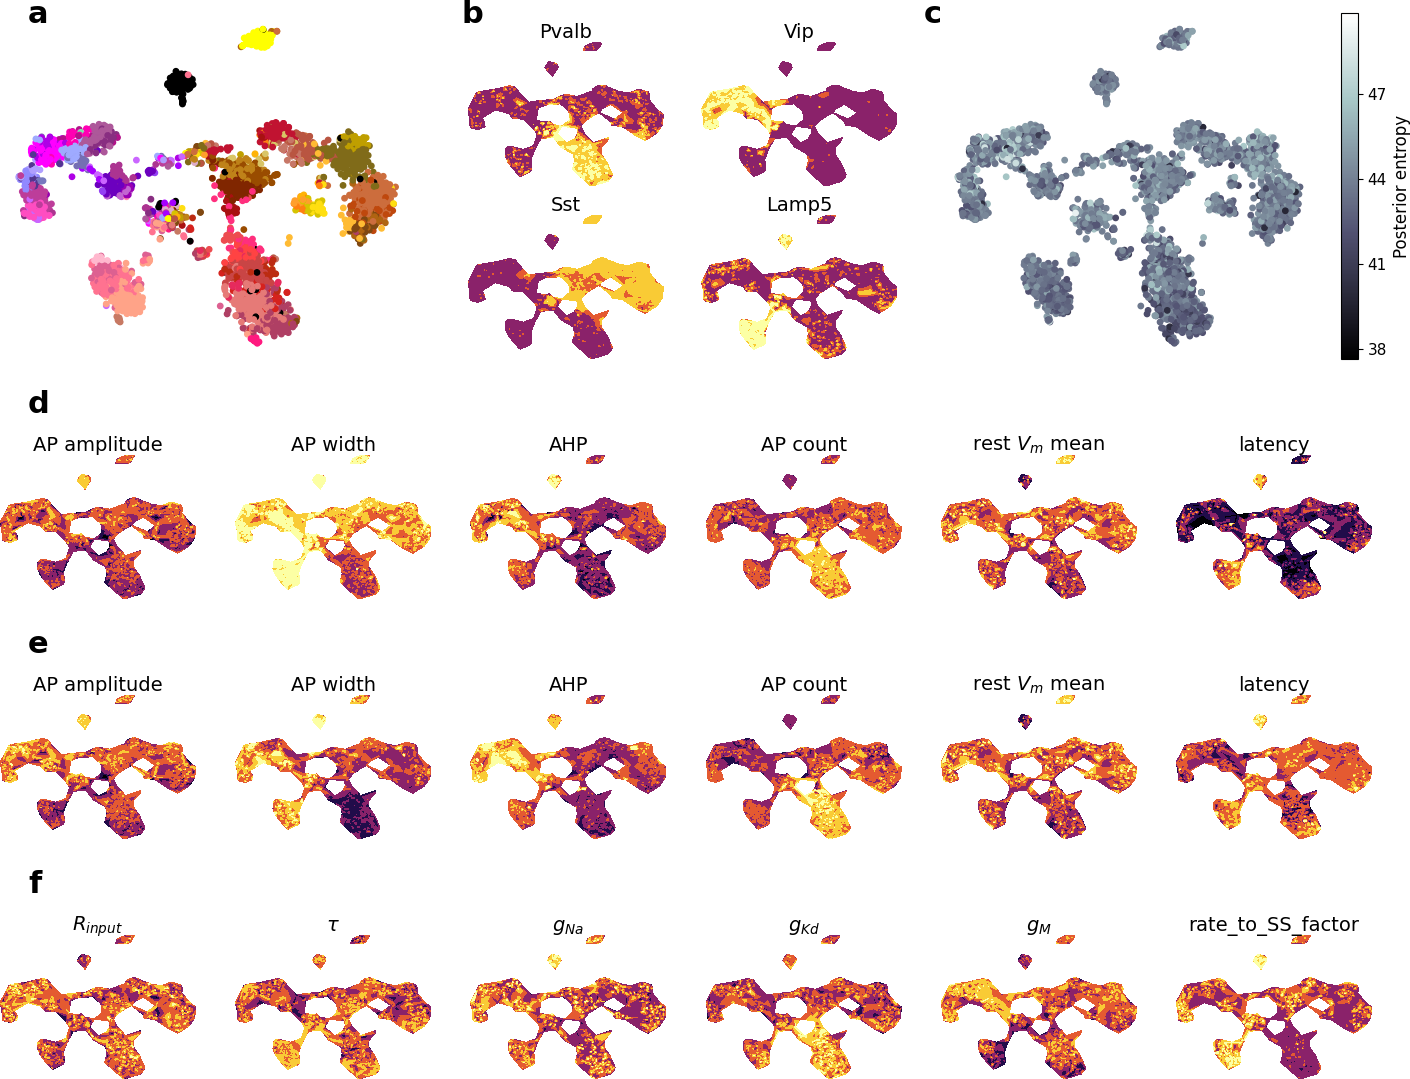 a
b
c
Pvalb
Vip
Sst
Lamp5
47
44
41
38
Posterior entropy
d
AP amplitude
AP width
AHP
AP count
rest $V_m$ mean
latency
e
AP amplitude
AP width
AHP
AP count
rest $V_m$ mean
latency
f
$R_{input}$
$\tau$
$g_{Na}$
$g_{Kd}$
$g_M$
rate_to_SS_factor